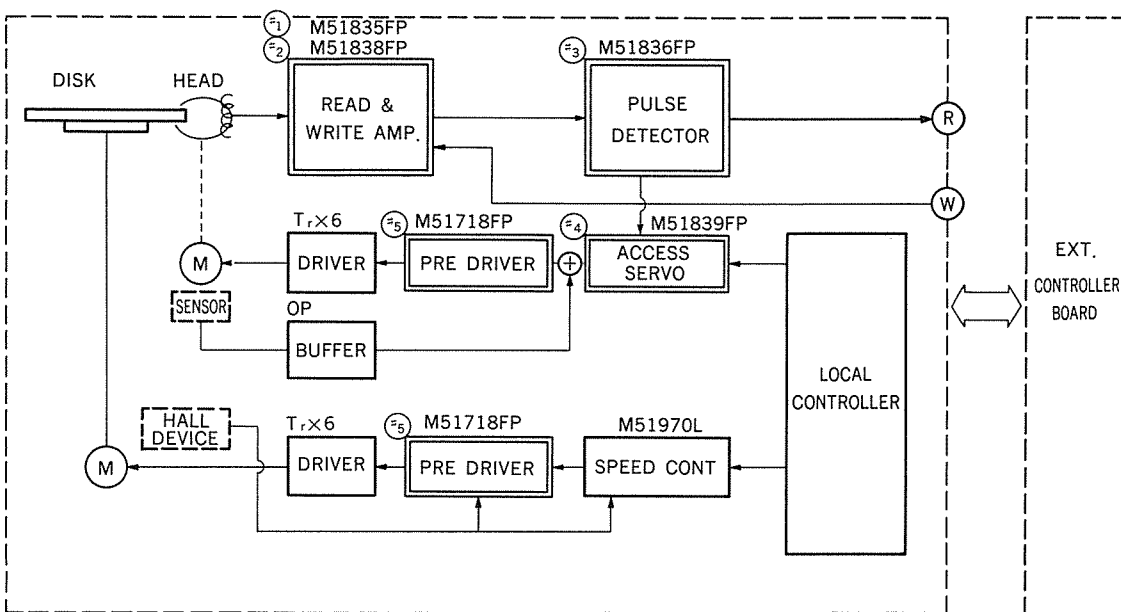 #1 M51835FP
#2 M51838FP
#3 M51836FP
DISK
HEAD
READ &
WRITE AMP.
PULSE
DETECTOR
R
W
Tr×6
#5 M51718FP
#4 M51839FP
M
DRIVER
PRE DRIVER
+
ACCESS
SERVO
SENSOR
OP
BUFFER
LOCAL
CONTROLLER
EXT.
CONTROLLER
BOARD
HALL
DEVICE
Tr×6
#5 M51718FP
M51970L
M
DRIVER
PRE DRIVER
SPEED CONT